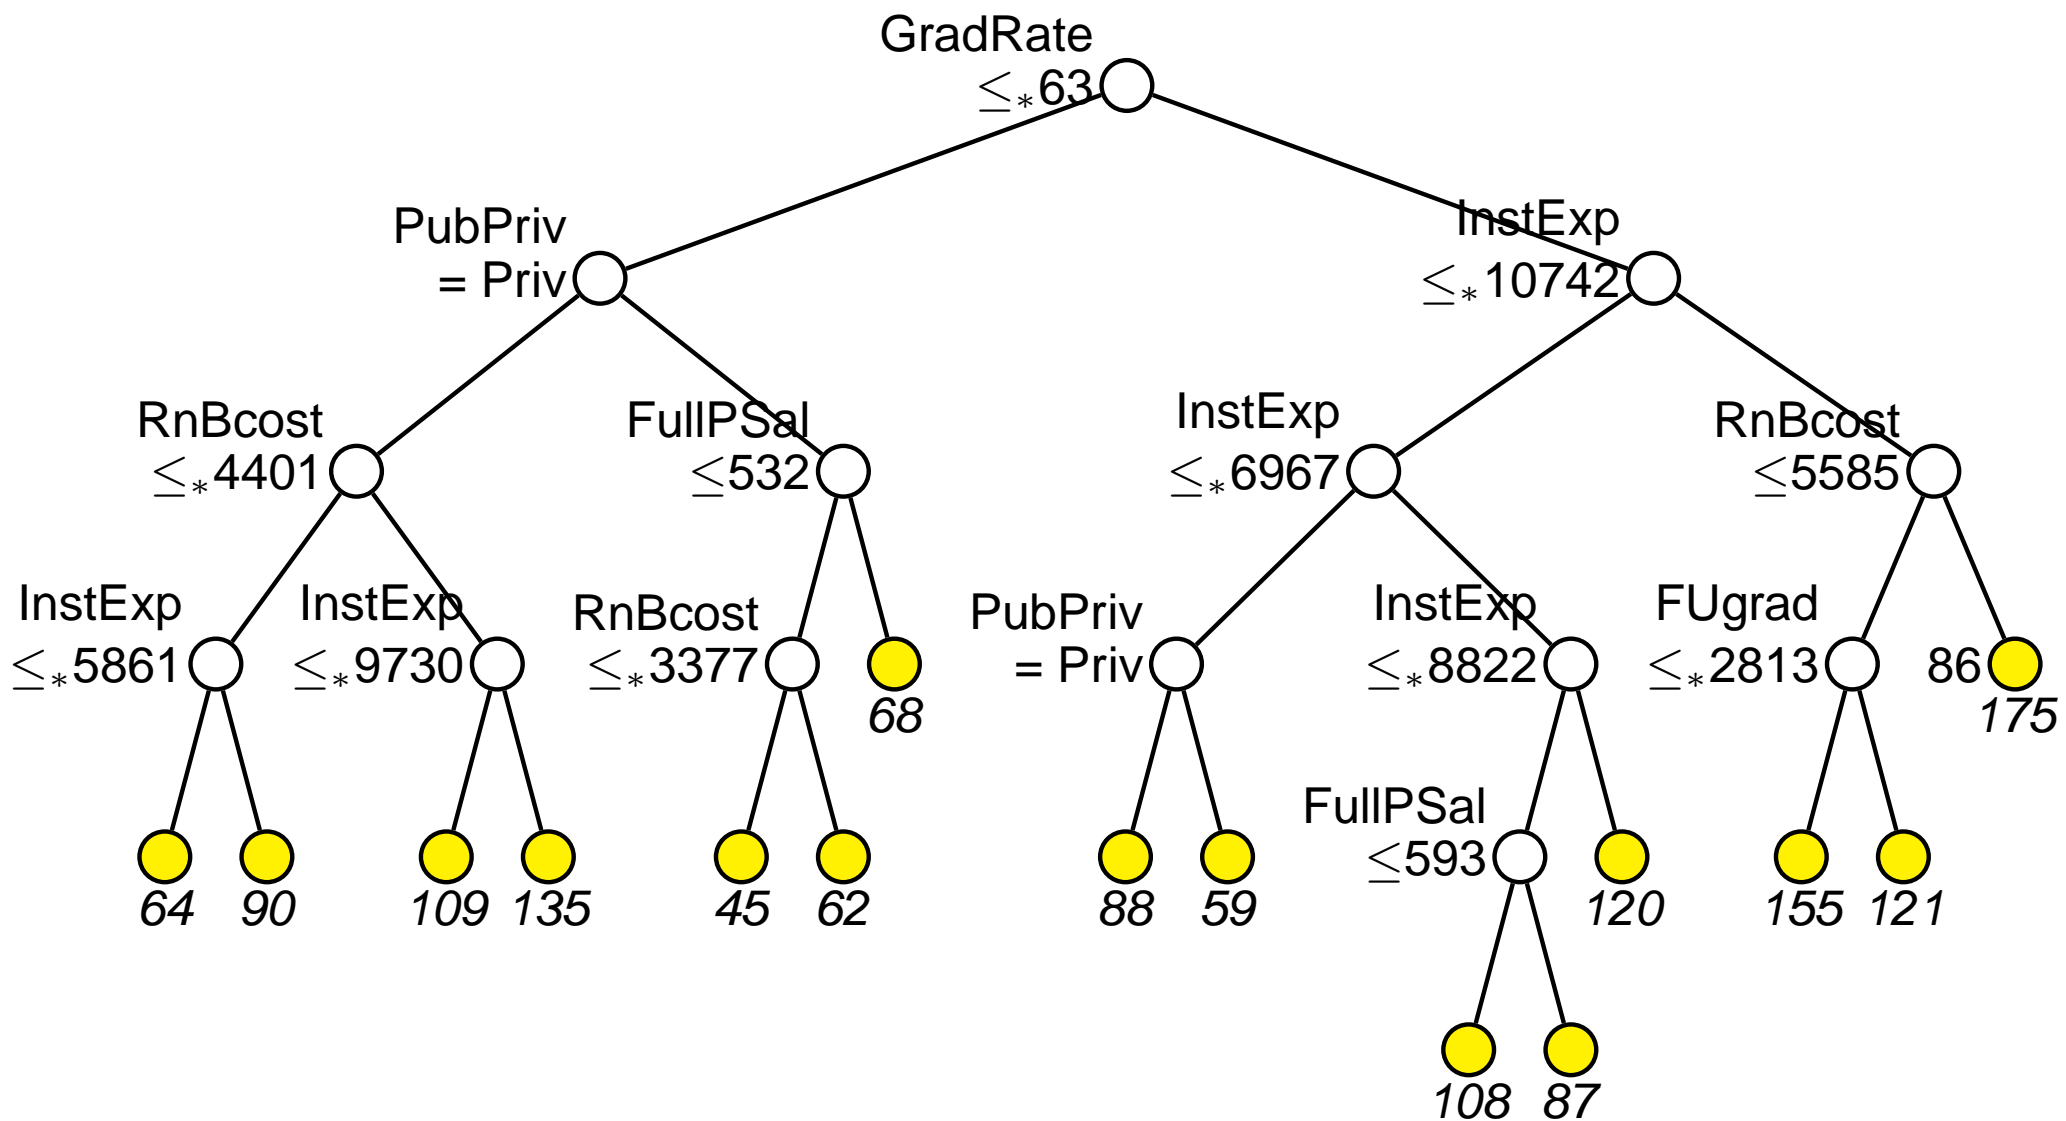 GradRate
≤*63
PubPriv
= Priv
InstExp
≤*10742
RnBcost
≤*4401
FullPSal
≤532
InstExp
≤*6967
RnBcost
≤5585
InstExp
≤*5861
InstExp
≤*9730
RnBcost
≤*3377
68
PubPriv
= Priv
InstExp
≤*8822
FUgrad
≤*2813
86
175
64
90
109
135
45
62
88
59
FullPSal
≤593
120
155
121
108
87